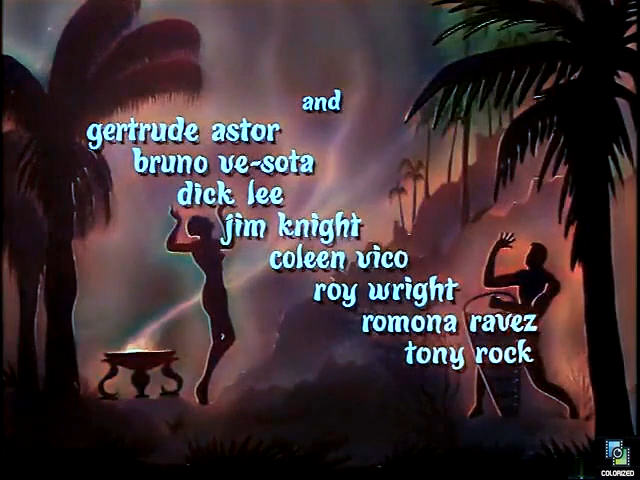 and
gertrude astor
bruno ve-sota
dick lee
jim knight
coleen vico
roy wright
romona ravez
tony rock
COLORIZED